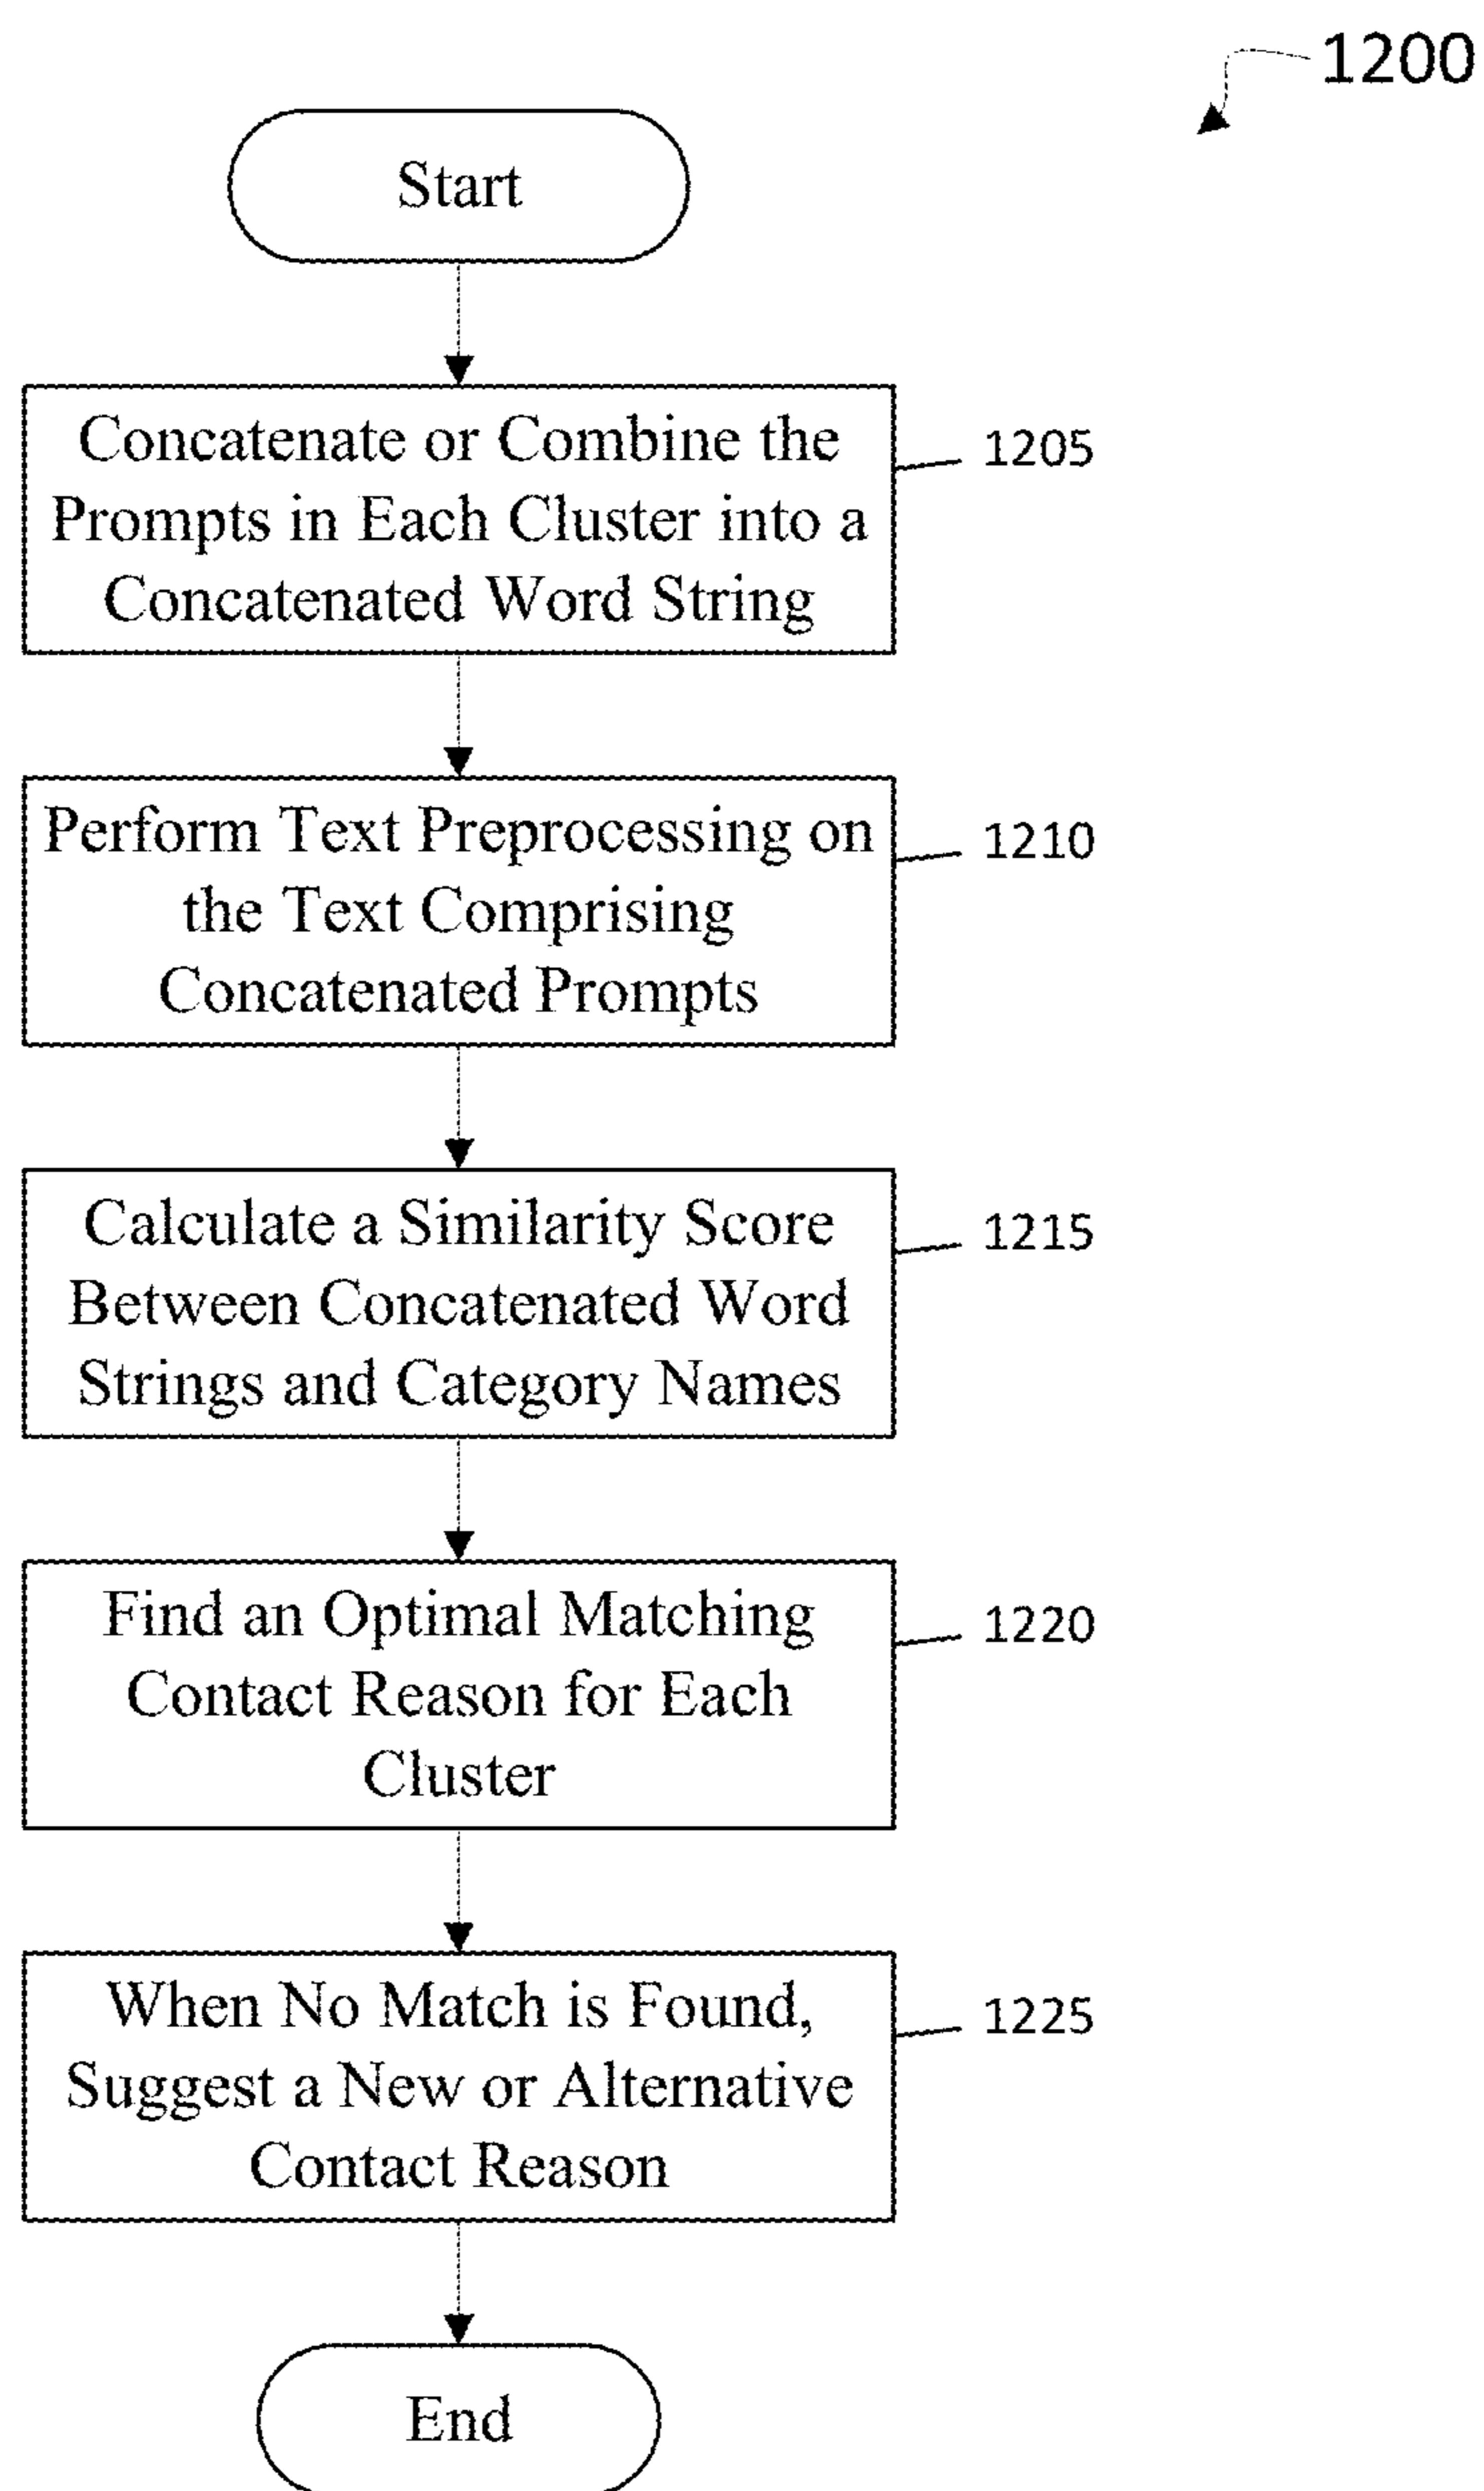 1200
Start
Concatenate or Combine the
Prompts in Each Cluster into a
Concatenated Word String
1205
Perform Text Preprocessing on
the Text Comprising
Concatenated Prompts
1210
Calculate a Similarity Score
Between Concatenated Word
Strings and Category Names
1215
Find an Optimal Matching
Contact Reason for Each
Cluster
1220
When No Match is Found,
Suggest a New or Alternative
Contact Reason
1225
End